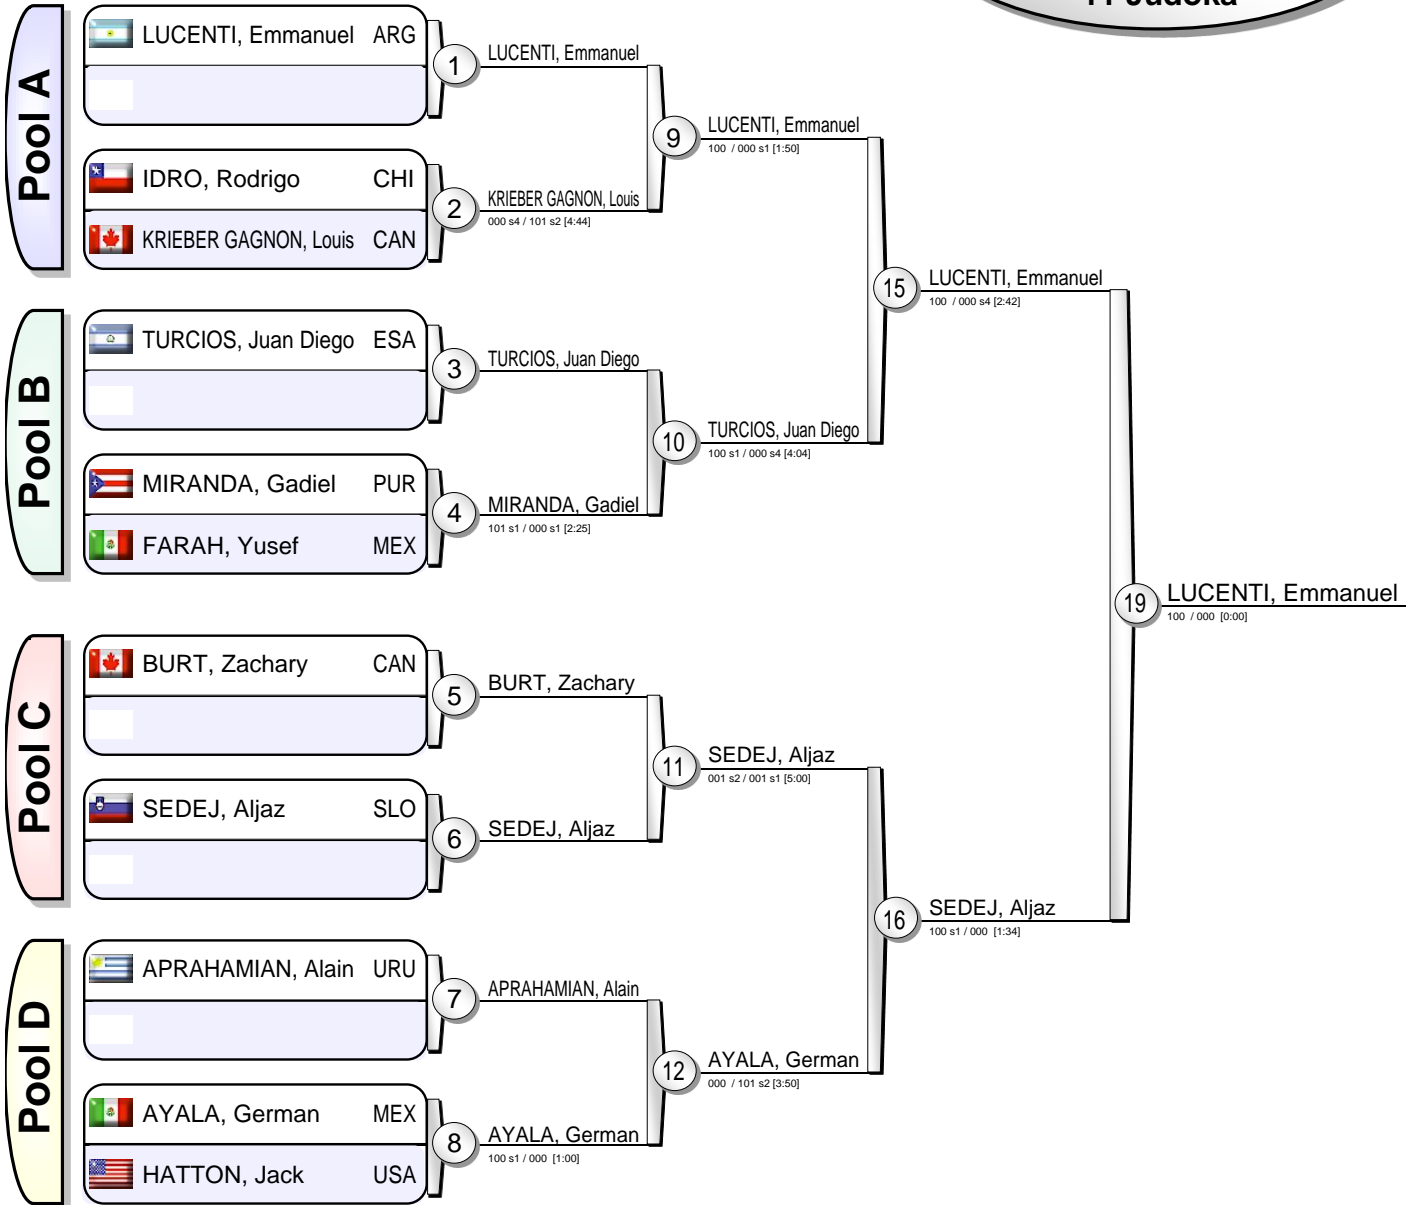 11 Judoka
Pool A
LUCENTI, Emmanuel ARG
IDRO, Rodrigo CHI
KRIEBER GAGNON, Louis CAN
1
LUCENTI, Emmanuel
2
KRIEBER GAGNON, Louis
000 s4 / 101 s2 [4:44]
9
LUCENTI, Emmanuel
100 / 000 s1 [1:50]
Pool B
TURCIOS, Juan Diego ESA
MIRANDA, Gadiel PUR
FARAH, Yusef MEX
3
TURCIOS, Juan Diego
4
MIRANDA, Gadiel
101 s1 / 000 s1 [2:25]
10
TURCIOS, Juan Diego
100 s1 / 000 s4 [4:04]
15
LUCENTI, Emmanuel
100 / 000 s4 [2:42]
Pool C
BURT, Zachary CAN
SEDEJ, Aljaz SLO
5
BURT, Zachary
6
SEDEJ, Aljaz
11
SEDEJ, Aljaz
001 s2 / 001 s1 [5:00]
Pool D
APRAHAMIAN, Alain URU
AYALA, German MEX
HATTON, Jack USA
7
APRAHAMIAN, Alain
8
AYALA, German
100 s1 / 000 [1:00]
12
AYALA, German
000 / 101 s2 [3:50]
16
SEDEJ, Aljaz
100 s1 / 000 [1:34]
19
LUCENTI, Emmanuel
100 / 000 [0:00]